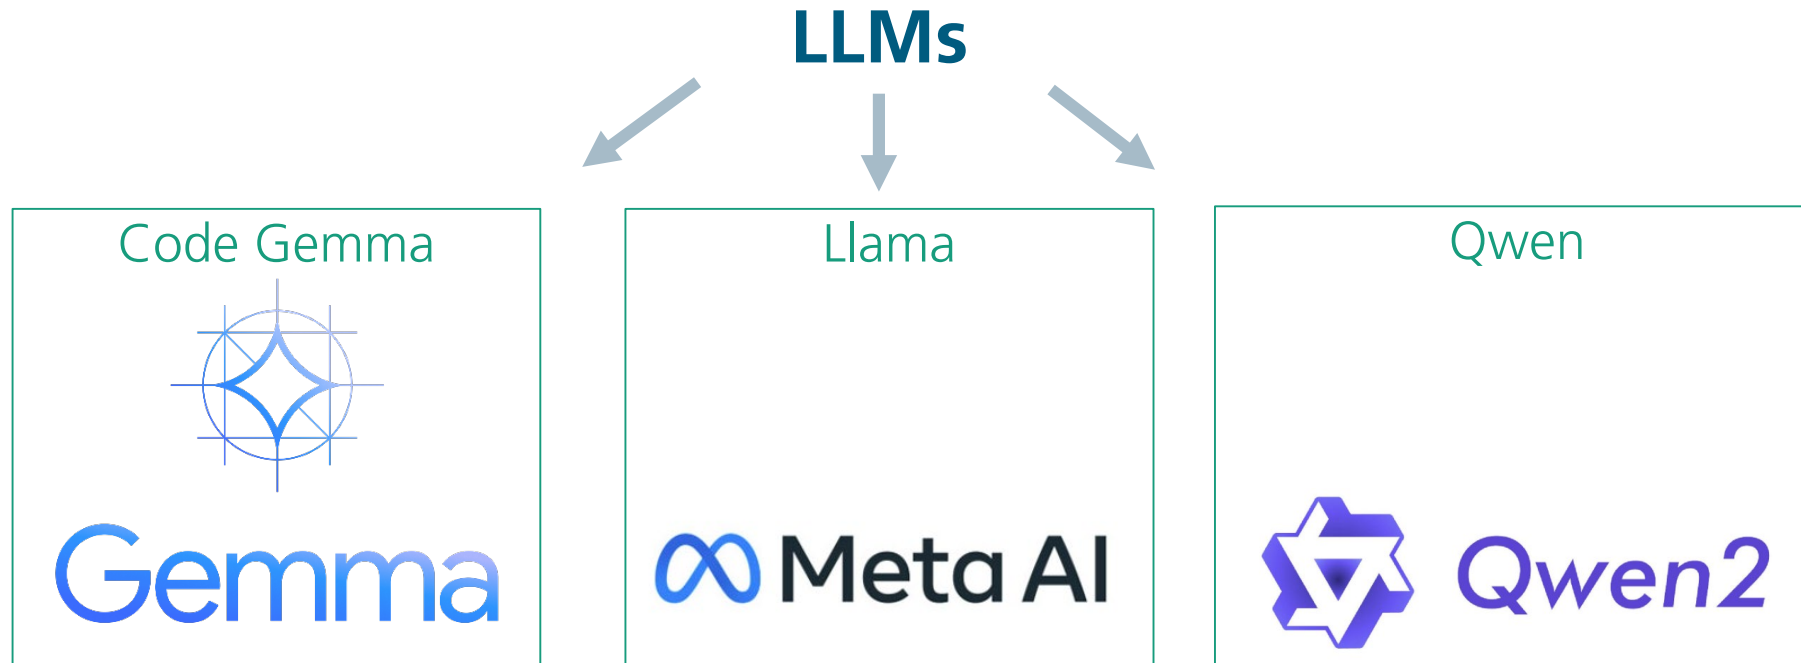 LLMs
Code Gemma
Llama
Qwen
Gemma
Meta AI
Qwen2